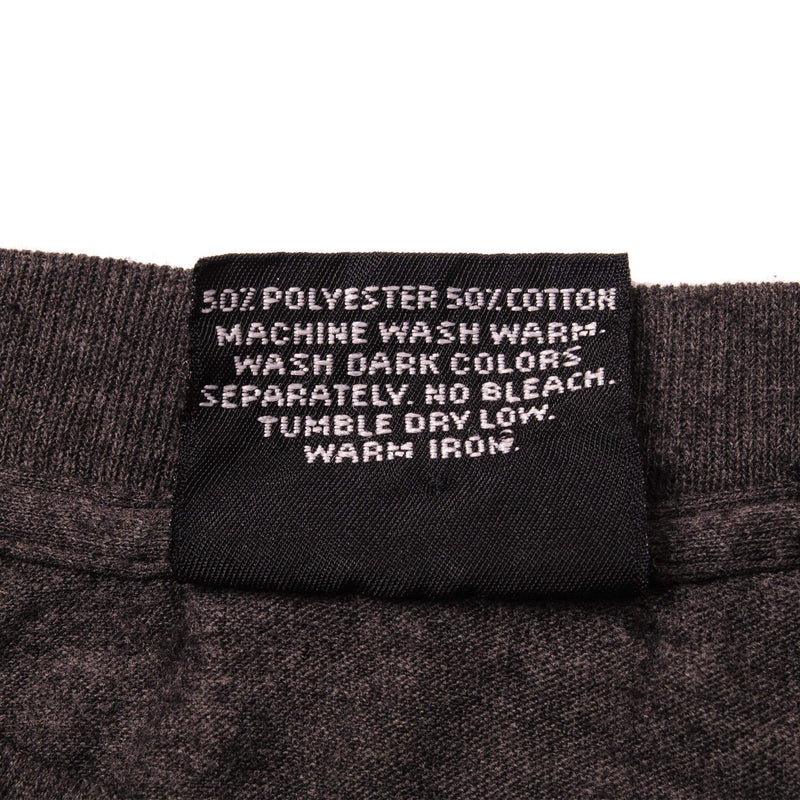 50% POLYESTER 50% COTTON
MACHINE WASH WARM.
WASH DARK COLORS
SEPARATELY. NO BLEACH.
TUMBLE DRY LOW.
WARM IRON.